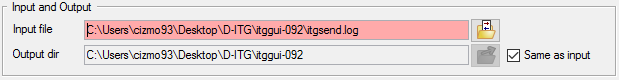 Input and Output
Input file C:\Users\cizmo93\Desktop\D-ITG\itggui-092\itgsend.log
Output dir C:\Users\cizmo93\Desktop\D-ITG\itggui-092 Same as input